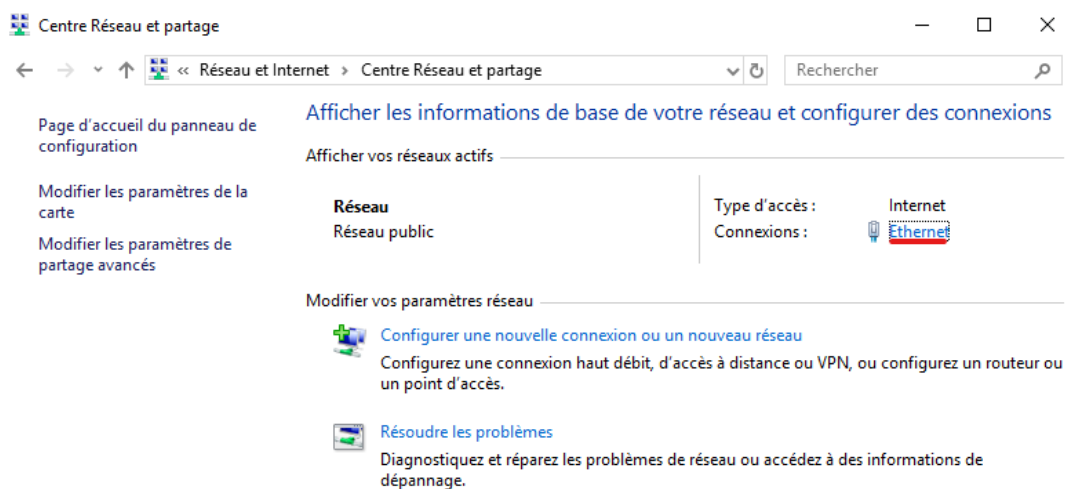 Centre Réseau et partage
« Réseau et Internet › Centre Réseau et partage
Rechercher
Page d'accueil du panneau de
configuration
Modifier les paramètres de la
carte
Modifier les paramètres de
partage avancés
Afficher les informations de base de votre réseau et configurer des connexions
Afficher vos réseaux actifs
Réseau
Réseau public
Type d'accès : Internet
Connexions : Ethernet
Modifier vos paramètres réseau
Configurer une nouvelle connexion ou un nouveau réseau
Configurez une connexion haut débit, d'accès à distance ou VPN, ou configurez un routeur ou
un point d'accès.
Résoudre les problèmes
Diagnostiquez et réparez les problèmes de réseau ou accédez à des informations de
dépannage.